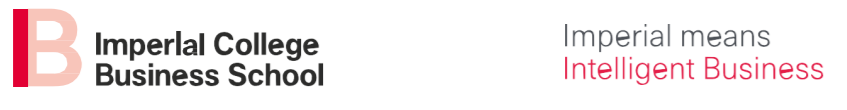 B
Imperial College
Business School
Imperial means
Intelligent Business